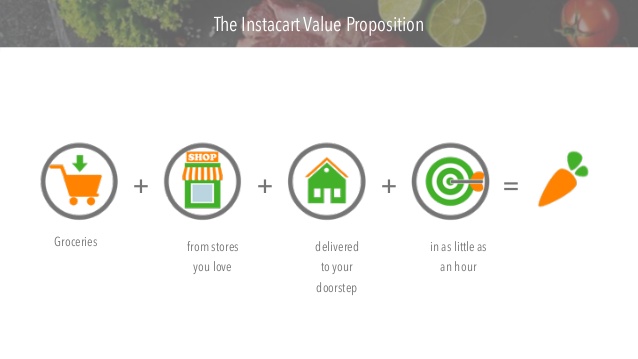 The Instacart Value Proposition
SHOP
+ + + =
Groceries
from stores
you love
delivered
to your
doorstep
in as little as
an hour